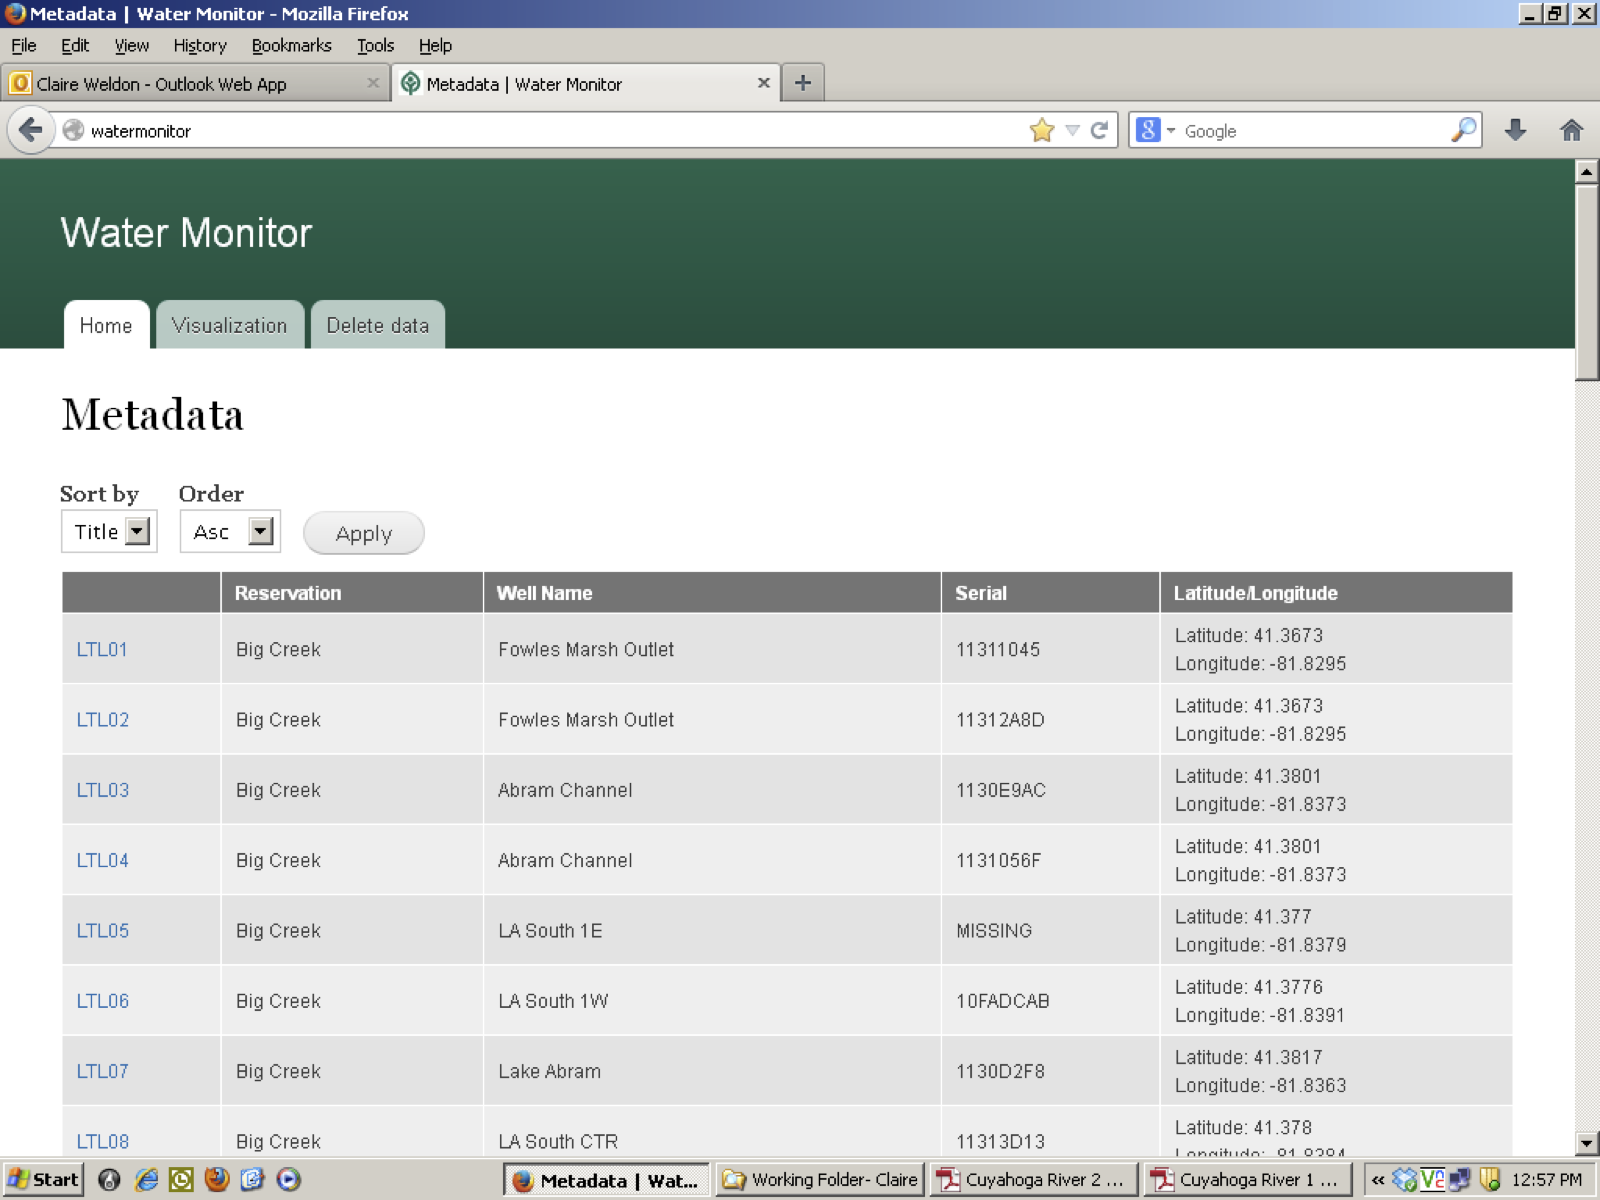 Metadata | Water Monitor - Mozilla Firefox
File Edit View History Bookmarks Tools Help
Claire Weldon - Outlook Web App
Metadata | Water Monitor
watermonitor
Google
Water Monitor
Home Visualization Delete data
Metadata
Sort by Order
Title Asc Apply
Reservation Well Name Serial Latitude/Longitude
LTL01 Big Creek Fowles Marsh Outlet 11311045 Latitude: 41.3673
Longitude: -81.8295
LTL02 Big Creek Fowles Marsh Outlet 11312A8D Latitude: 41.3673
Longitude: -81.8295
LTL03 Big Creek Abram Channel 1130E9AC Latitude: 41.3801
Longitude: -81.8373
LTL04 Big Creek Abram Channel 1131056F Latitude: 41.3801
Longitude: -81.8373
LTL05 Big Creek LA South 1E MISSING Latitude: 41.377
Longitude: -81.8379
LTL06 Big Creek LA South 1W 10FADCAB Latitude: 41.3776
Longitude: -81.8391
LTL07 Big Creek Lake Abram 1130D2F8 Latitude: 41.3817
Longitude: -81.8363
LTL08 Big Creek LA South CTR 11313D13 Latitude: 41.378
Start Metadata | Wat... Working Folder- Claire Cuyahoga River 2 ... Cuyahoga River 1 ... « 12:57 PM